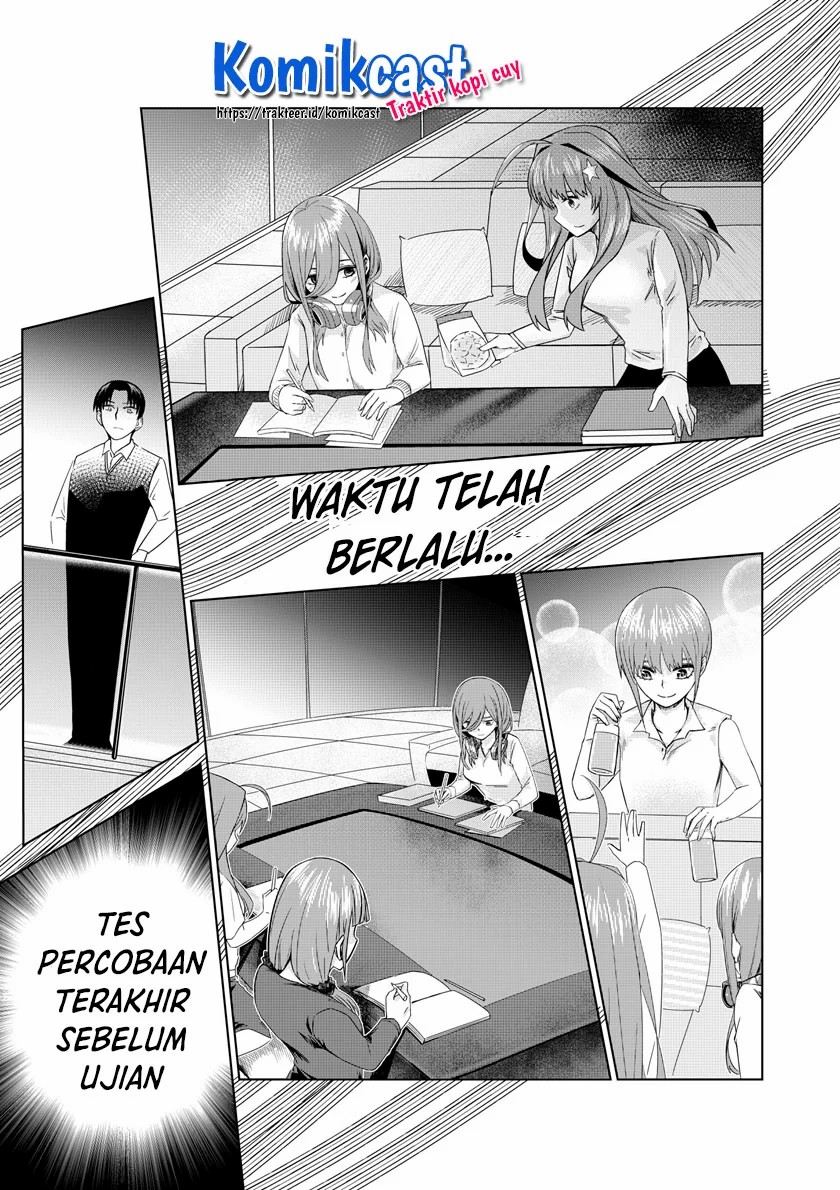 Komikcast
Traktir kopi cuy
https://trakteer.id/komikcast
WAKTU TELAH
BERLALU...
TES
PERCOBAAN
TERAKHIR
SEBELUM
UJIAN